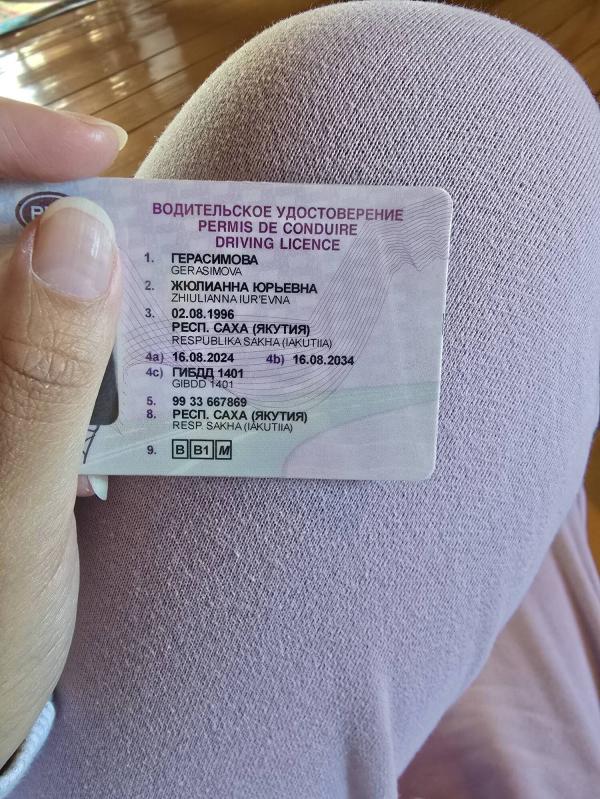 ВОДИТЕЛЬСКОЕ УДОСТОВЕРЕНИЕ
PERMIS DE CONDUIRE
DRIVING LICENCE
1. ГЕРАСИМОВА
GERASIMOVA
2. ЖЮЛИАННА ЮРЬЕВНА
ZHIULIANNA IUR'EVNA
3. 02.08.1996
РЕСП. САХА (ЯКУТИЯ)
RESPUBLIKA SAKHA (IAKUTIIA)
4a) 16.08.2024 4b) 16.08.2034
4c) ГИБДД 1401
GIBDD 1401
5. 99 33 667869
8. РЕСП. САХА (ЯКУТИЯ)
RESP. SAKHA (IAKUTIIA)
9. B B1 M